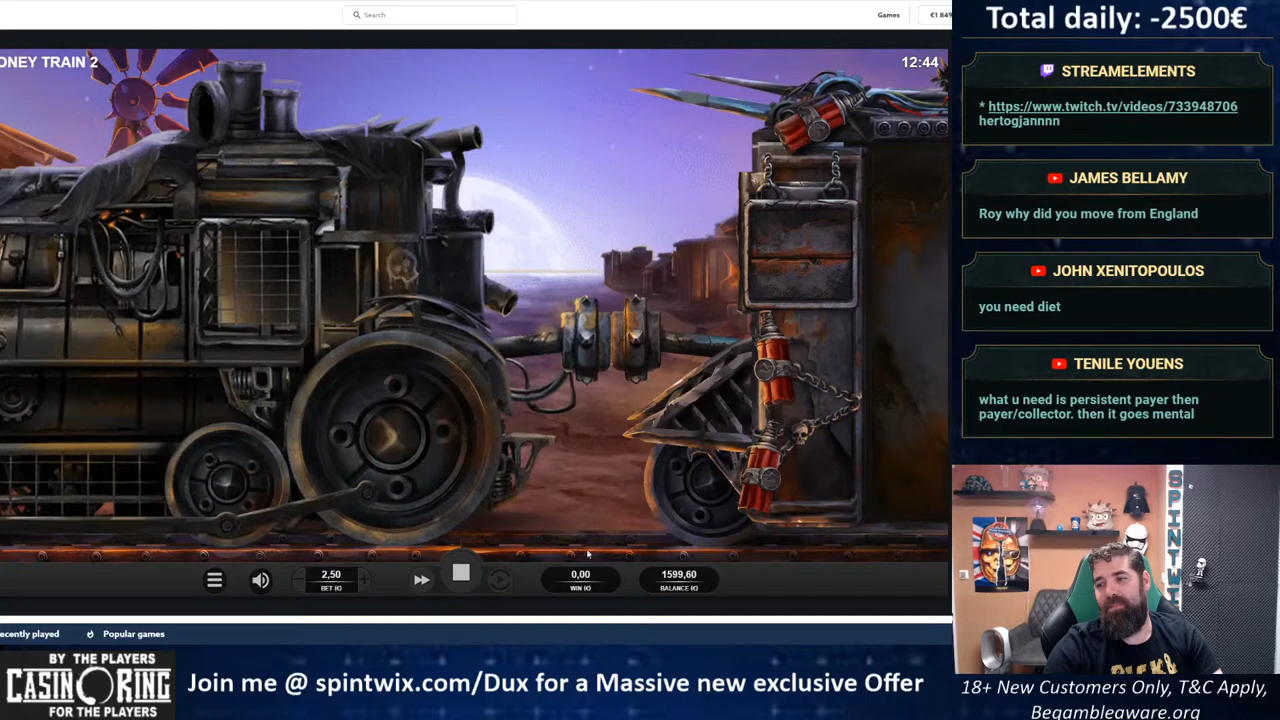 Search
Games
€1 849
Total daily: -2500€
ONEY TRAIN 2
12:44
STREAMELEMENTS
* https://www.twitch.tv/videos/733948706
hertogjannnn
JAMES BELLAMY
Roy why did you move from England
JOHN XENITOPOULOS
you need diet
TENILE YOUENS
what u need is persistent payer then
payer/collector. then it goes mental
2,50
BET (€)
0,00
WIN (€)
1599,60
BALANCE (€)
ecently played
Popular games
SPINTWI
BY THE PLAYERS
CASINORING
FOR THE PLAYERS
Join me @ spintwix.com/Dux for a Massive new exclusive Offer
18+ New Customers Only, T&C Apply,
Begambleaware.org